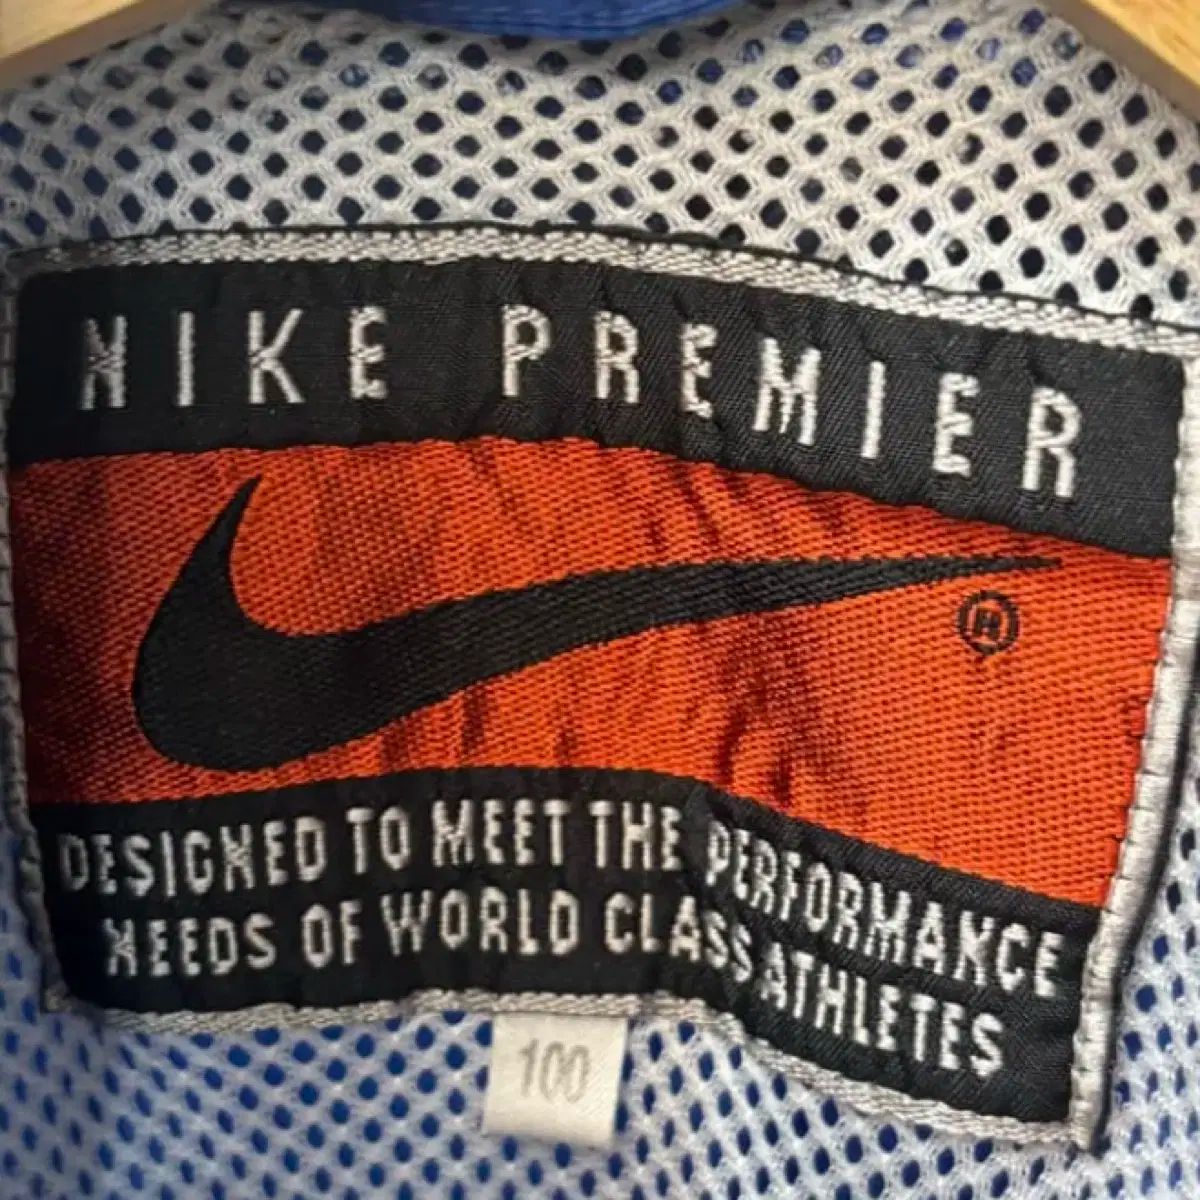 NIKE PREMIER
®
DESIGNED TO MEET THE PERFORMANCE
NEEDS OF WORLD CLASS ATHLETES
100